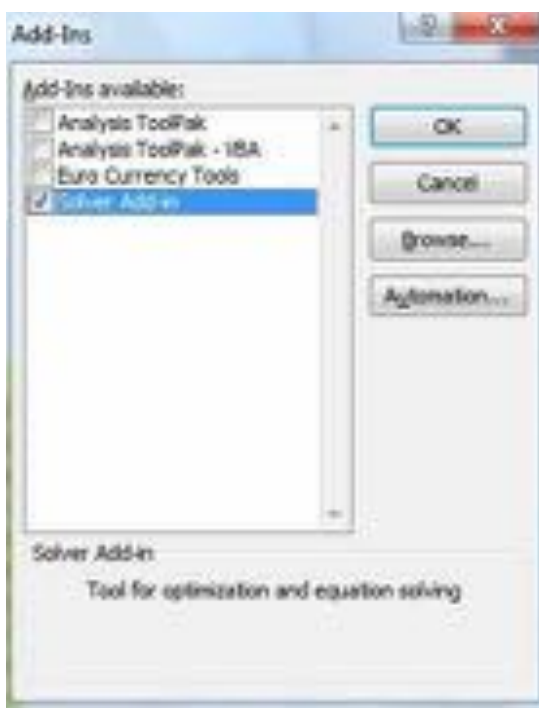 Add-Ins
Add-Ins available:
Analysis ToolPak
Analysis ToolPak - VBA
Euro Currency Tools
Solver Add-in
OK
Cancel
Browse...
Automation...
Solver Add-in
Tool for optimization and equation solving